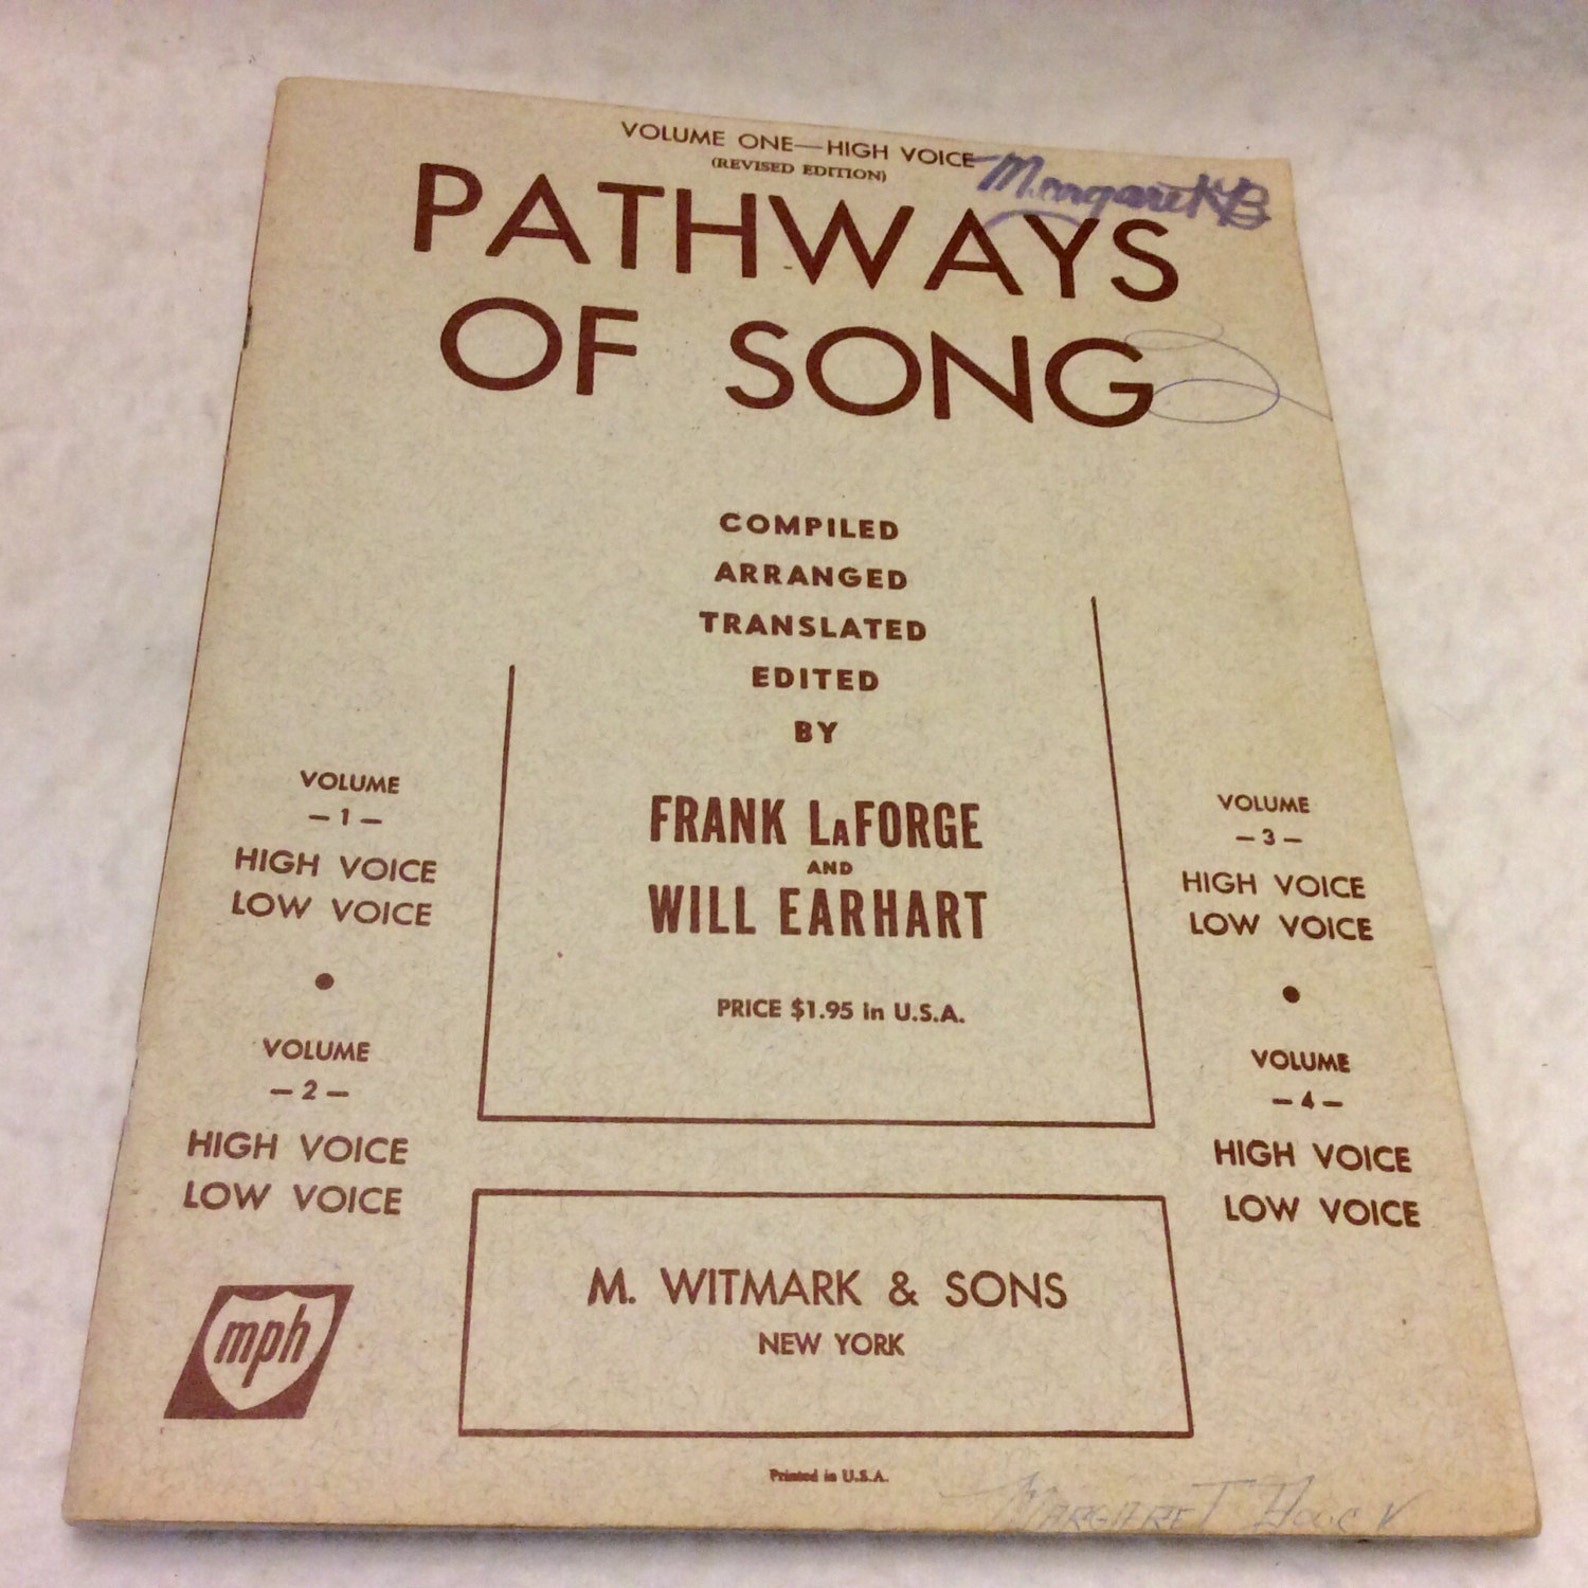 VOLUME ONE—HIGH VOICE
(REVISED EDITION)
Margaret
PATHWAYS
OF SONG
COMPILED
ARRANGED
TRANSLATED
EDITED
BY
FRANK LAFORGE
AND
WILL EARHART
PRICE $1.95 in U.S.A.
VOLUME
— 1 —
HIGH VOICE
LOW VOICE
VOLUME
— 2 —
HIGH VOICE
LOW VOICE
VOLUME
— 3 —
HIGH VOICE
LOW VOICE
VOLUME
— 4 —
HIGH VOICE
LOW VOICE
mph
M. WITMARK & SONS
NEW YORK
Printed in U.S.A.
MARGARET